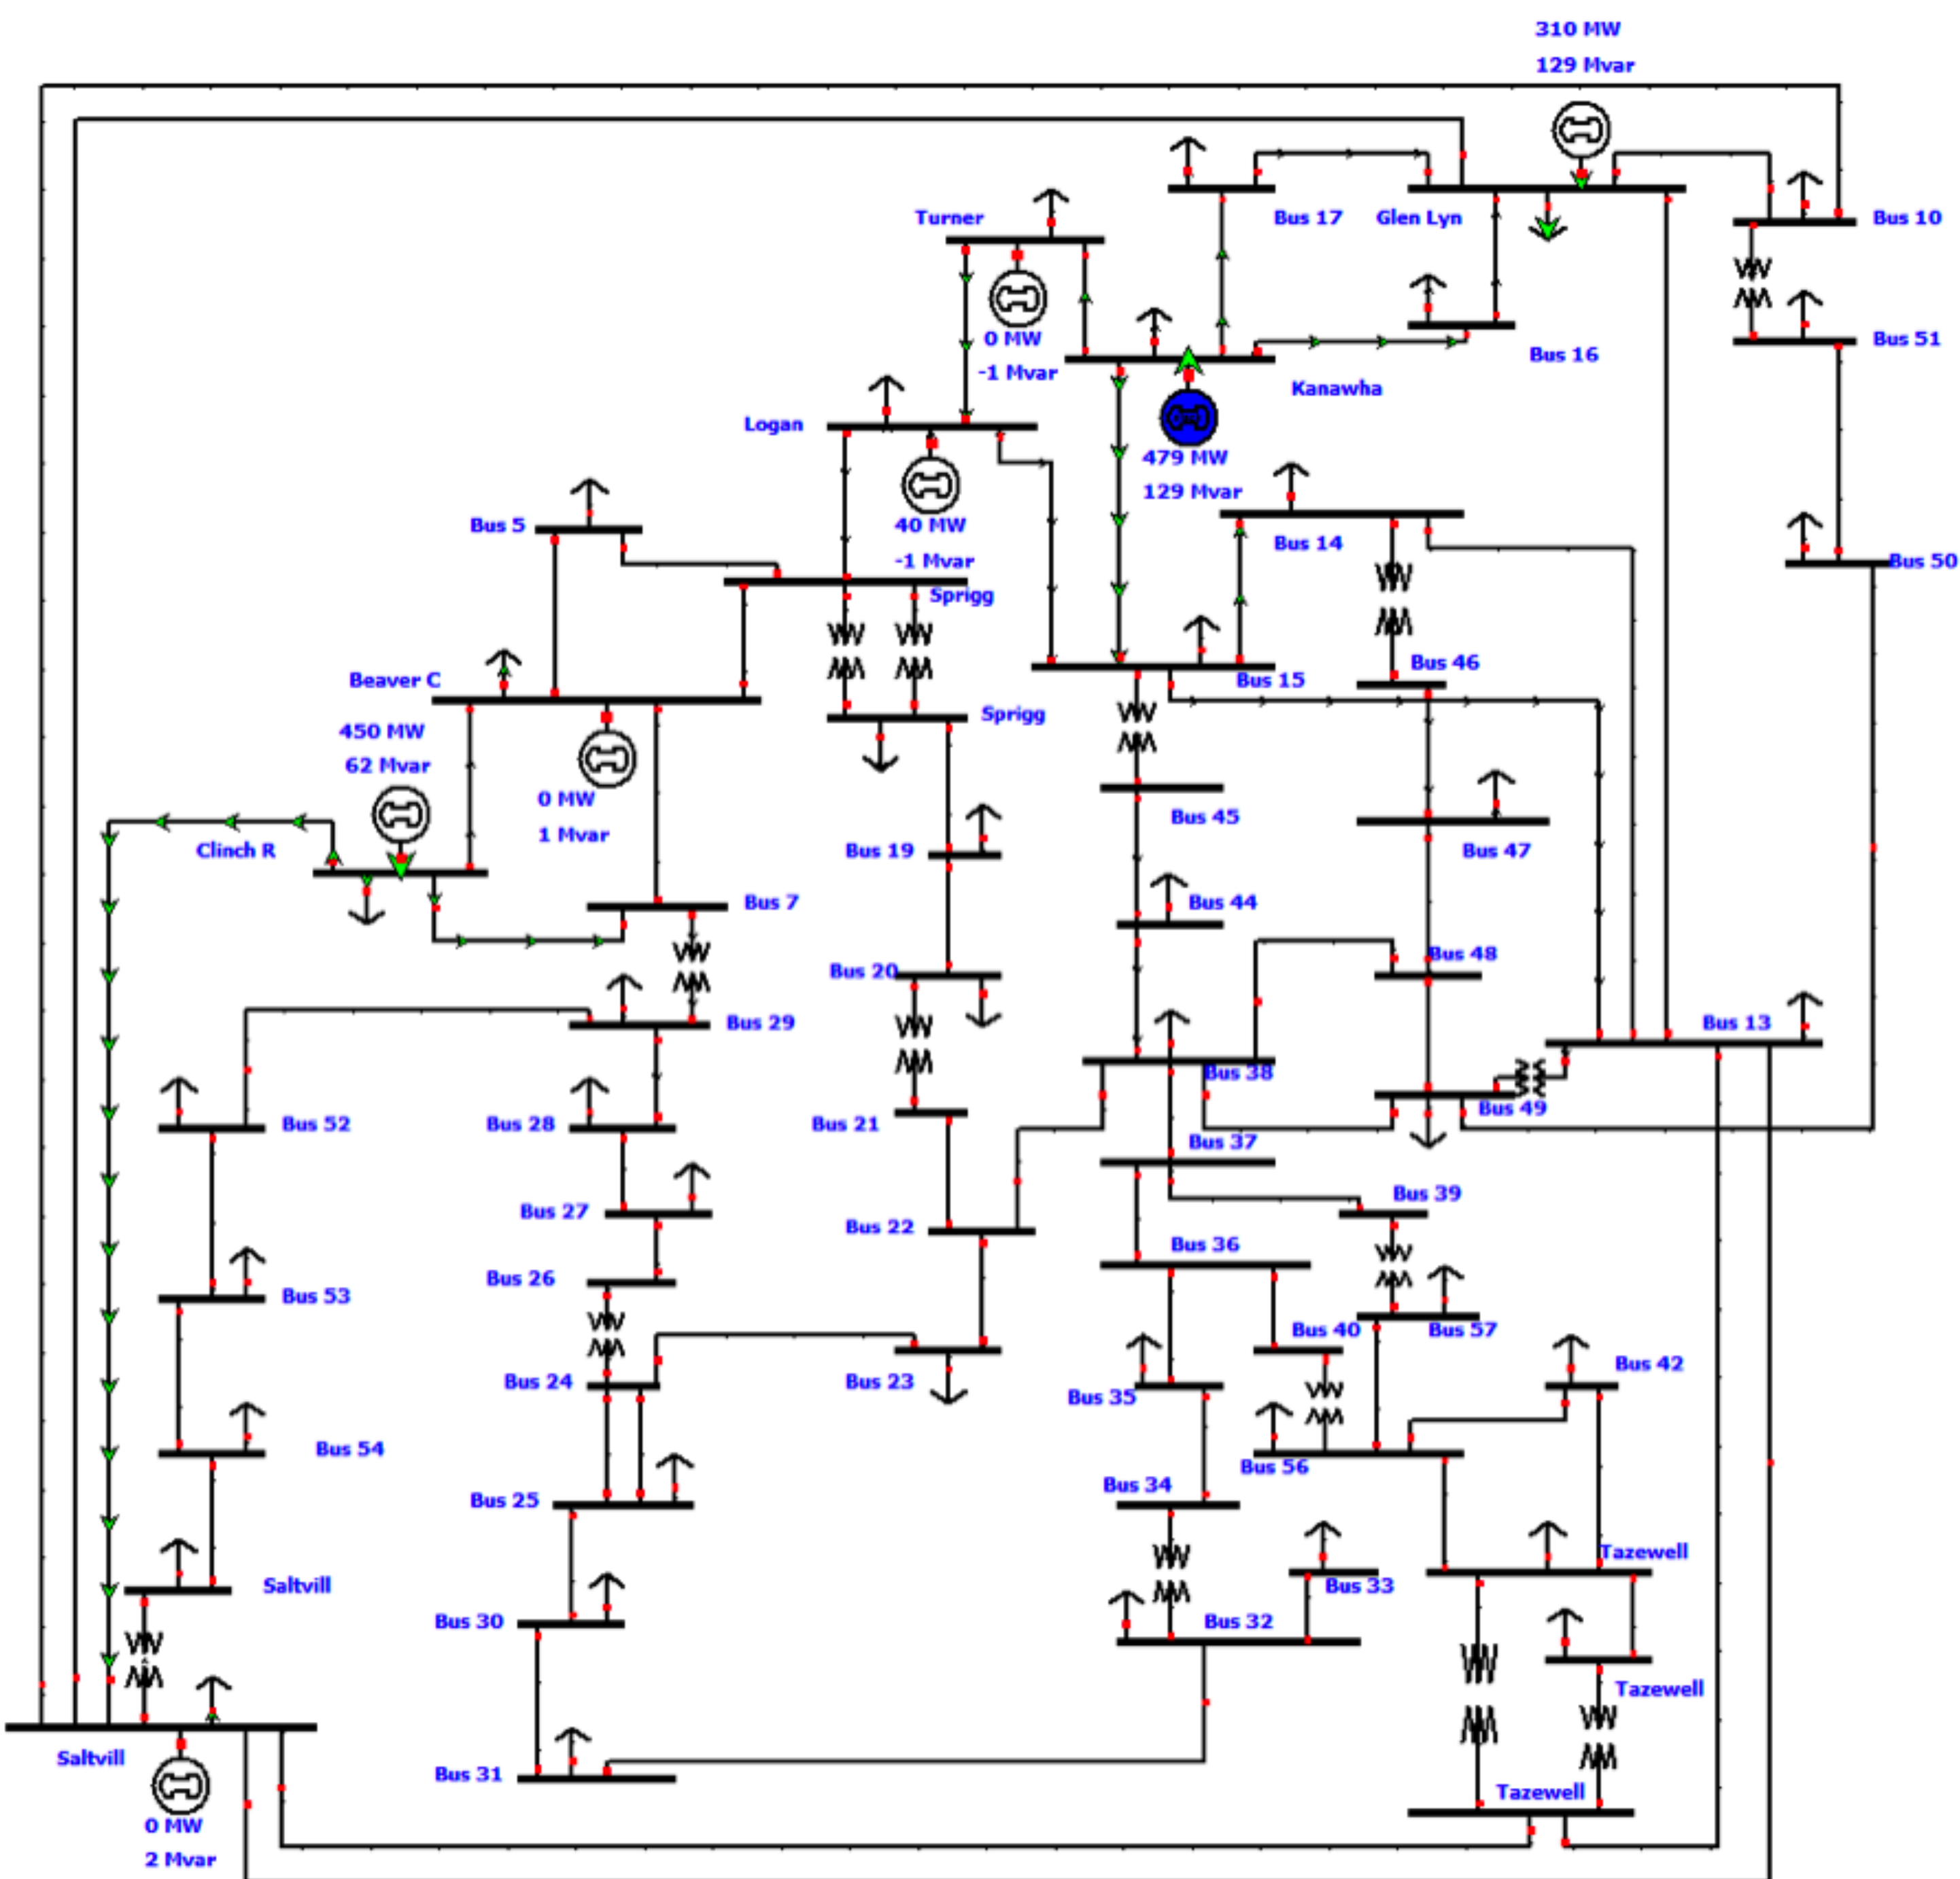 310 MW
129 Mvar
Turner
Bus 17
Glen Lyn
Bus 10
0 MW
-1 Mvar
Bus 16
Bus 51
Kanawha
Logan
479 MW
129 Mvar
Bus 5
40 MW
-1 Mvar
Bus 14
Bus 50
Sprigg
Beaver C
Bus 15
Bus 46
Sprigg
450 MW
62 Mvar
0 MW
1 Mvar
Bus 45
Clinch R
Bus 19
Bus 47
Bus 7
Bus 44
Bus 20
Bus 48
Bus 29
Bus 13
Bus 38
Bus 52
Bus 28
Bus 21
Bus 49
Bus 37
Bus 27
Bus 22
Bus 39
Bus 36
Bus 26
Bus 53
Bus 40
Bus 57
Bus 24
Bus 23
Bus 35
Bus 42
Bus 54
Bus 56
Bus 25
Bus 34
Tazewell
Saltvill
Bus 33
Bus 30
Bus 32
Tazewell
Saltvill
Bus 31
Tazewell
0 MW
2 Mvar